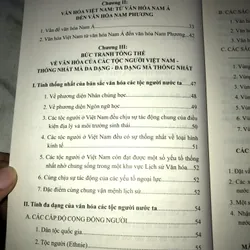 Chương II:
VĂN HÓA VIỆT NAM: TỪ VĂN HÓA NAM Á
ĐẾN VĂN HÓA NAM PHƯƠNG
1. Vấn đề văn hóa Nam Á
2. Văn hóa Việt Nam từ văn hóa Nam Á đến văn hóa Nam Phương
Chương III:
BỨC TRANH TỔNG THỂ
VỀ VĂN HÓA CỦA CÁC TỘC NGƯỜI VIỆT NAM -
THỐNG NHẤT MÀ ĐA DẠNG - ĐA DẠNG MÀ THỐNG NHẤT
I. Tính thống nhất của bản sắc văn hóa các tộc người nước ta
1. Về phương diện Nhân chủng học
2. Về phương diện Ngôn ngữ học
3. Các tộc người ở Việt Nam đều chịu sự tác động chung của điều kiện địa lý và môi trường
4. Các tộc người ở Việt Nam đều có sự thống nhất về loại hình kinh tế
5. Các tộc người ở Việt Nam còn đạt được một số yếu tố thống nhất nhờ chung sống trong một khu vực Lịch sử Văn hóa
6. Cùng chịu sự tác động của các yếu tố ngoại lực
7. Đặc điểm cùng chung vận mệnh Lịch sử 52
II. Tính đa dạng của văn hóa các tộc người nước ta 54
A. CÁC CẤP ĐỘ CỘNG ĐỒNG NGƯỜI 54
1. Dân tộc quốc gia
2. Tộc người (Ethnie)